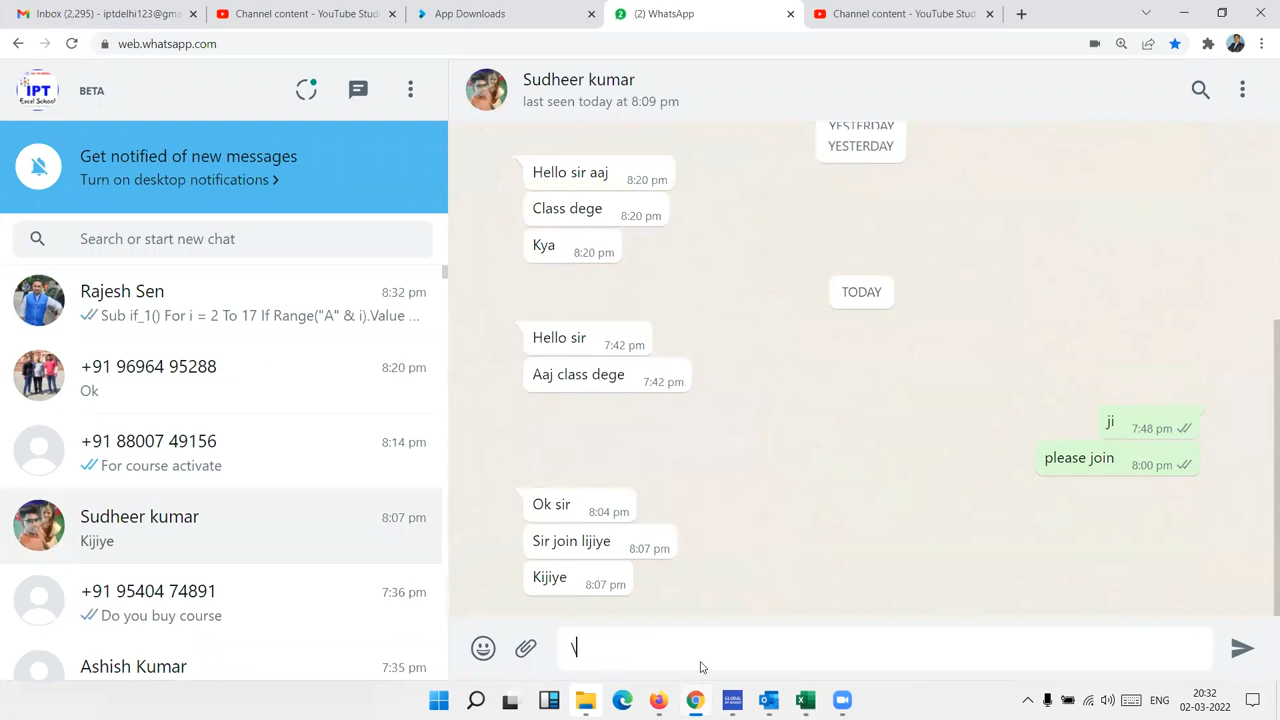 Inbox (2,295) - iptdelhi123@gma
Channel content - YouTube Stud
App Downloads
(2) WhatsApp
Channel content - YouTube Stud
web.whatsapp.com
IPT
Excel School
BETA
Get notified of new messages
Turn on desktop notifications >
Search or start new chat
Rajesh Sen
8:32 pm
Sub if_1() For i = 2 To 17 If Range("A" & i).Value ...
+91 96964 95288
8:20 pm
Ok
+91 88007 49156
8:14 pm
For course activate
Sudheer kumar
8:07 pm
Kijiye
+91 95404 74891
7:36 pm
Do you buy course
Ashish Kumar
7:35 pm
Sudheer kumar
last seen today at 8:09 pm
YESTERDAY
YESTERDAY
Hello sir aaj 8:20 pm
Class dege 8:20 pm
Kya 8:20 pm
TODAY
Hello sir 7:42 pm
Aaj class dege 7:42 pm
ji 7:48 pm
please join 8:00 pm
Ok sir 8:04 pm
Sir join lijiye 8:07 pm
Kijiye 8:07 pm
\
GLOBAL
ENG
20:32
02-03-2022